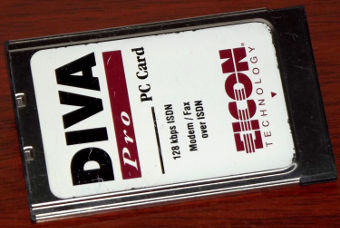 DIVA
Pro PC Card
128 kbps ISDN
Modem / Fax
over ISDN
EICON
TECHNOLOGY